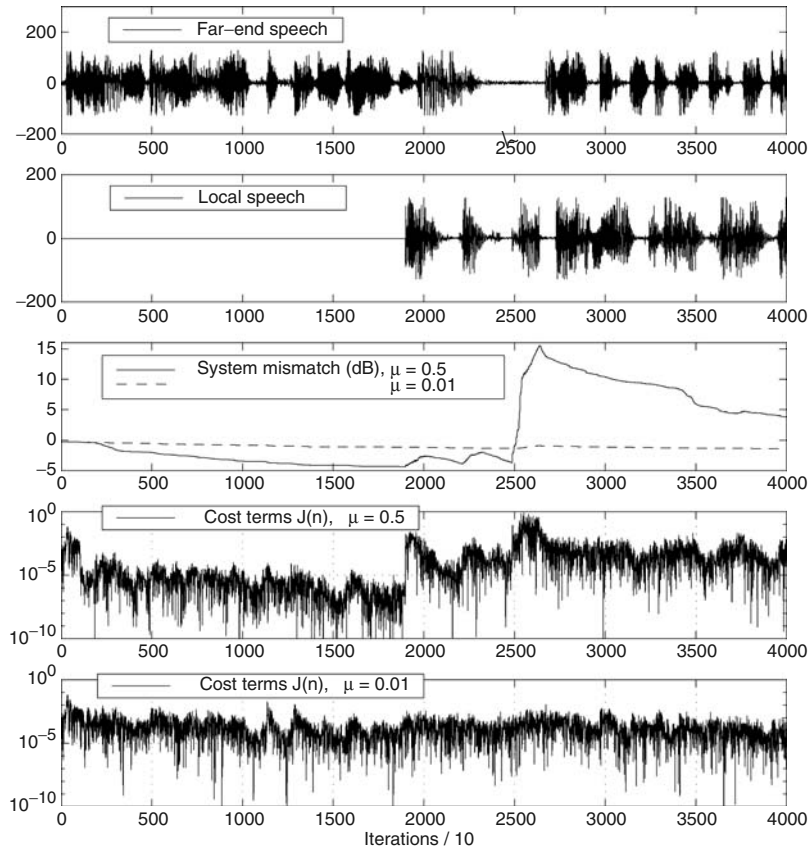 200
Far–end speech
0
–200
0 500 1000 1500 2000 2500 3000 3500 4000
200
Local speech
0
–200
0 500 1000 1500 2000 2500 3000 3500 4000
15
System mismatch (dB), μ = 0.5
μ = 0.01
10
5
0
–5
0 500 1000 1500 2000 2500 3000 3500 4000
10^0
Cost terms J(n), μ = 0.5
10^–5
10^–10
0 500 1000 1500 2000 2500 3000 3500 4000
10^0
Cost terms J(n), μ = 0.01
10^–5
10^–10
0 500 1000 1500 2000 2500 3000 3500 4000
Iterations / 10